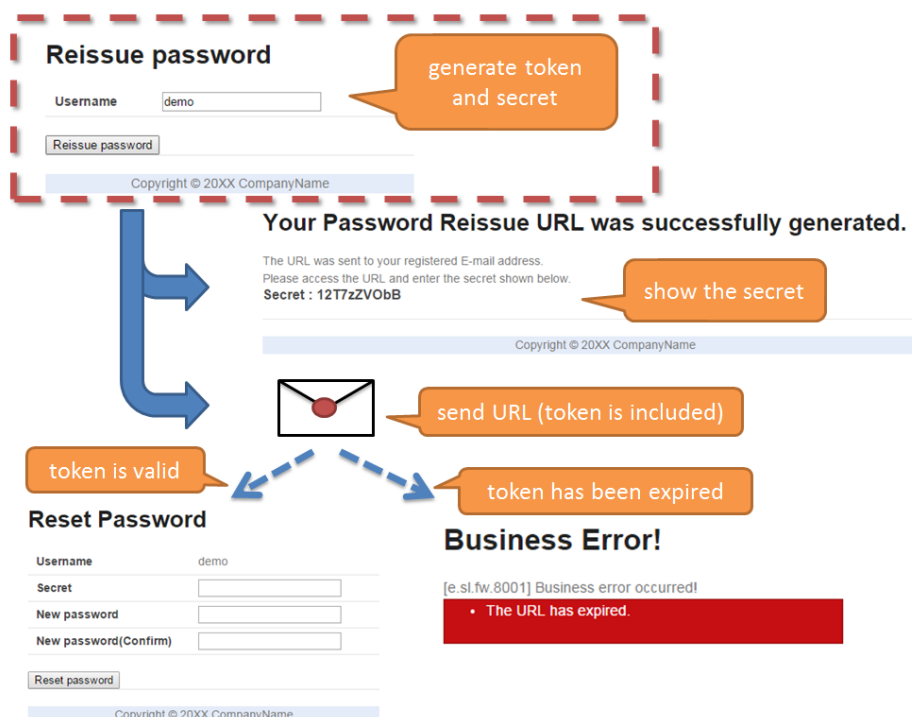 Reissue password
generate token
and secret
Username demo
Reissue password
Copyright © 20XX CompanyName
Your Password Reissue URL was successfully generated.
The URL was sent to your registered E-mail address.
Please access the URL and enter the secret shown below.
Secret : 12T7zZVObB
show the secret
Copyright © 20XX CompanyName
send URL (token is included)
token is valid
token has been expired
Reset Password
Username demo
Secret
New password
New password(Confirm)
Reset password
Copyright © 20XX CompanyName
Business Error!
[e.sl.fw.8001] Business error occurred!
• The URL has expired.